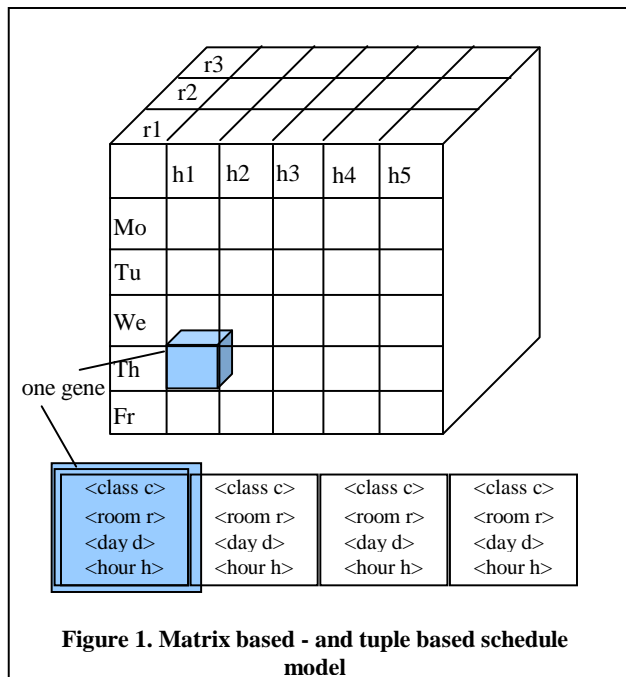 r3
r2
r1
h1 h2 h3 h4 h5
Mo
Tu
We
Th
one gene
Fr
<class c> <class c> <class c> <class c>
<room r> <room r> <room r> <room r>
<day d> <day d> <day d> <day d>
<hour h> <hour h> <hour h> <hour h>
Figure 1. Matrix based - and tuple based schedule
model